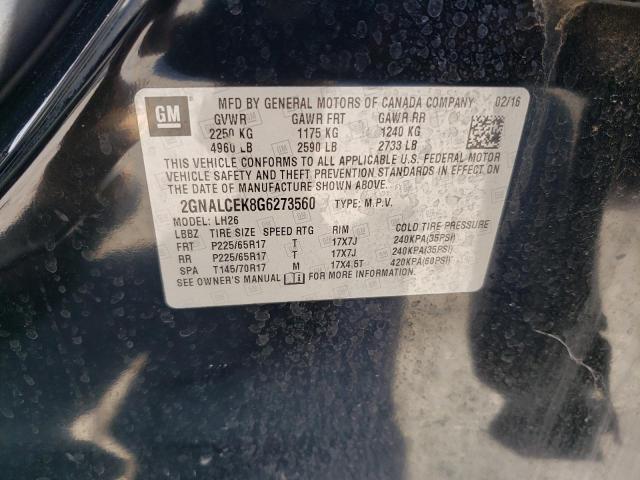 GM
MFD BY GENERAL MOTORS OF CANADA COMPANY 02/16
GVWR GAWR FRT GAWR RR
2250 KG 1175 KG 1240 KG
4960 LB 2590 LB 2733 LB
THIS VEHICLE CONFORMS TO ALL APPLICABLE U.S. FEDERAL MOTOR
VEHICLE SAFETY AND THEFT PREVENTION STANDARDS IN EFFECT ON
THE DATE OF MANUFACTURE SHOWN ABOVE.
2GNALCEK8G6273560 TYPE: M.P.V.
MODEL: LH26
LBBZ TIRE SIZE SPEED RTG RIM COLD TIRE PRESSURE
FRT P225/65R17 T 17X7J 240KPA(35PSI)
RR P225/65R17 T 17X7J 240KPA(35PSI)
SPA T145/70R17 M 17X4.5T 420KPA(60PSI)
SEE OWNER'S MANUAL FOR MORE INFORMATION.